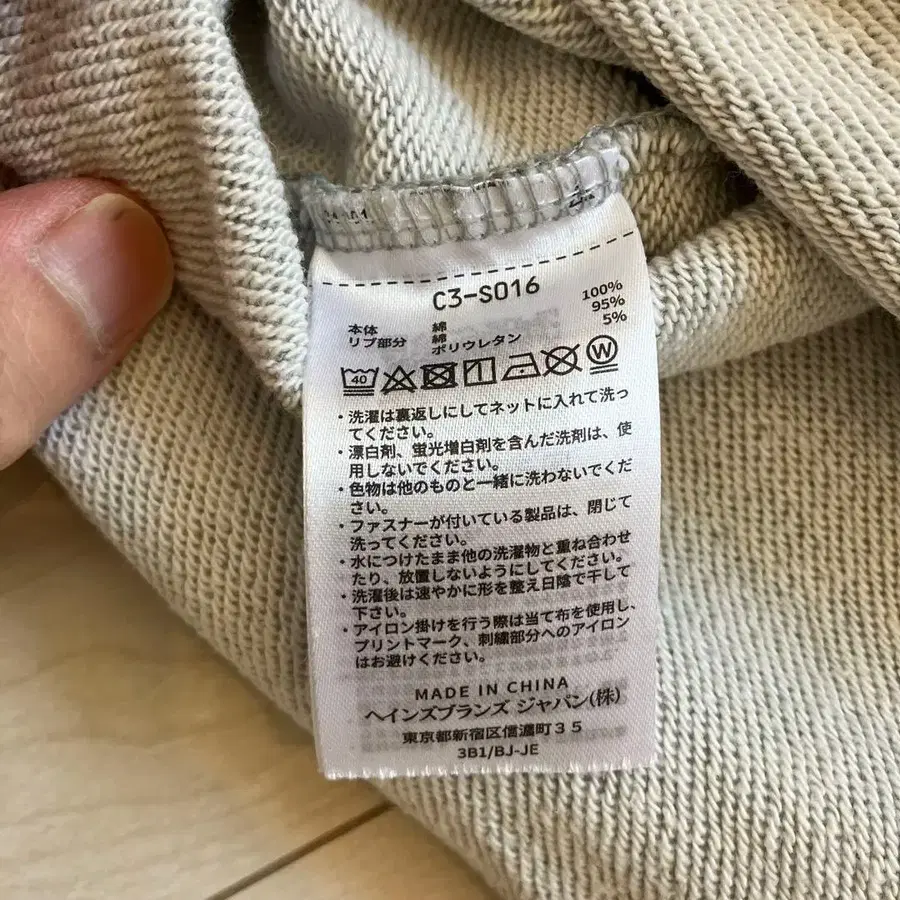 C3-S016
本体 綿 100%
リブ部分 綿 95%
ポリウレタン 5%
40 W
・洗濯は裏返しにしてネットに入れて洗っ
てください。
・漂白剤、蛍光増白剤を含んだ洗剤は、使
用しないでください。
・色物は他のものと一緒に洗わないでくだ
さい。
・ファスナーが付いている製品は、閉じて
洗ってください。
・水につけたまま他の洗濯物と重ね合わせ
たり、放置しないようにしてください。
・洗濯後は速やかに形を整え日陰で干して
下さい。
・アイロン掛けを行う際は当て布を使用し、
プリントマーク、刺繍部分へのアイロン
はお避けください。
MADE IN CHINA
ヘインズブランズ ジャパン(株)
東京都新宿区信濃町35
3B1/BJ-JE